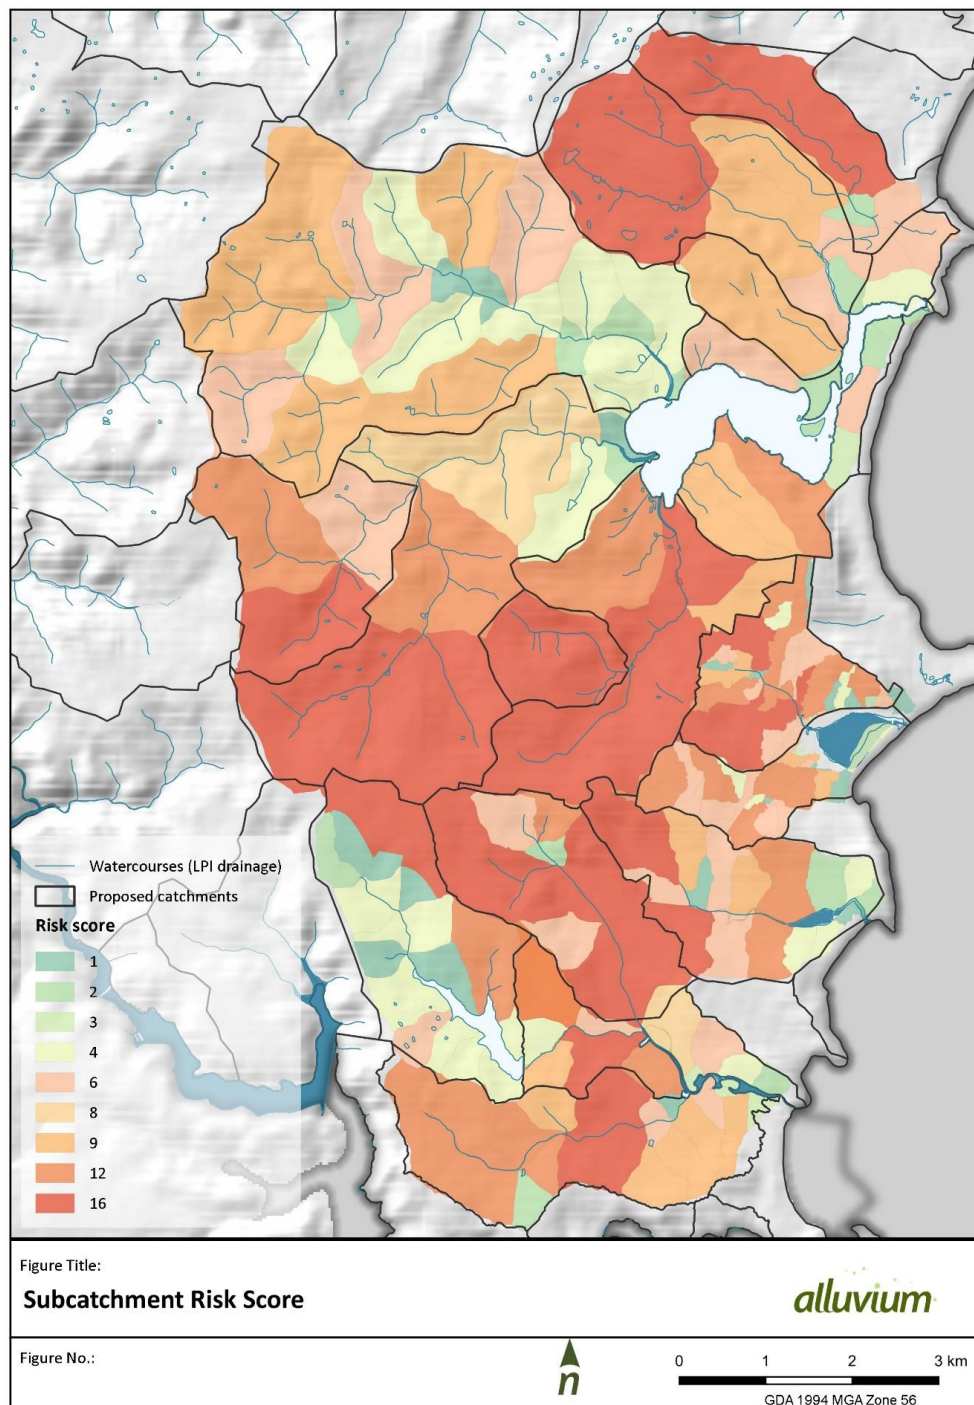 Watercourses (LPI drainage)
Proposed catchments
Risk score
1
2
3
4
6
8
9
12
16
Figure Title:
Subcatchment Risk Score
alluvium
Figure No.:
n
0 1 2 3 km
GDA 1994 MGA Zone 56